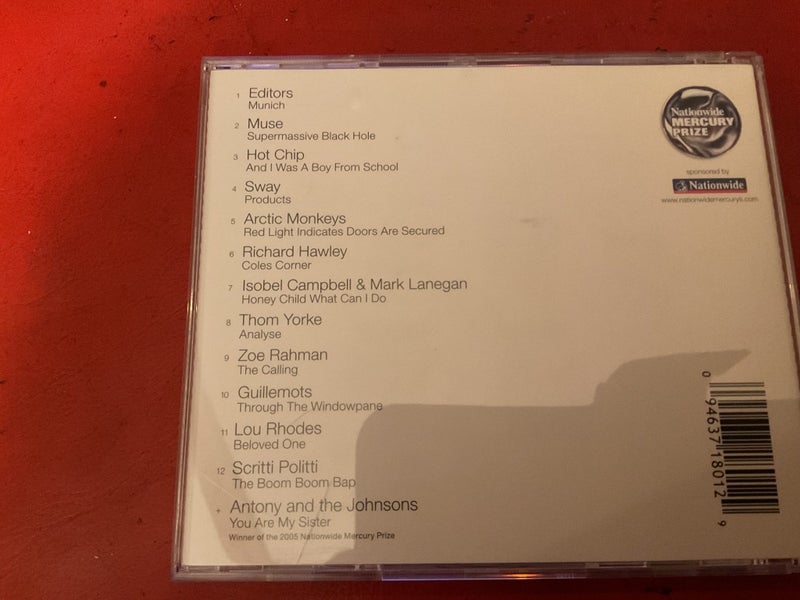 1 Editors
Munich
2 Muse
Supermassive Black Hole
3 Hot Chip
And I Was A Boy From School
4 Sway
Products
5 Arctic Monkeys
Red Light Indicates Doors Are Secured
6 Richard Hawley
Coles Corner
7 Isobel Campbell & Mark Lanegan
Honey Child What Can I Do
8 Thom Yorke
Analyse
9 Zoe Rahman
The Calling
10 Guillemots
Through The Windowpane
11 Lou Rhodes
Beloved One
12 Scritti Politti
The Boom Boom Bap
+ Antony and the Johnsons
You Are My Sister
Winner of the 2005 Nationwide Mercury Prize
Nationwide
MERCURY
PRIZE
sponsored by
Nationwide
www.nationwidemercurys.com
0 94637 18012 9